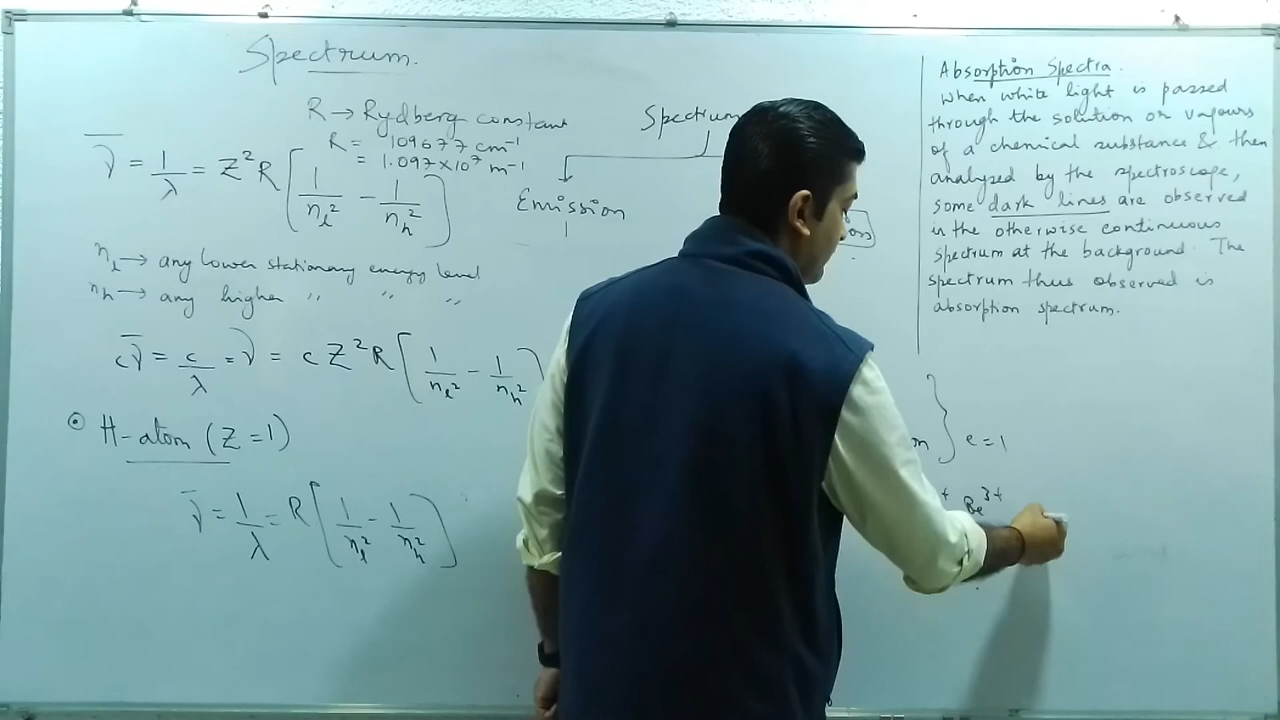 Spectrum.
R → Rydberg constant
R = 109677 cm⁻¹
= 1.097×10⁷ m⁻¹
ν̅ = 1/λ = Z²R [1/nₗ² - 1/nₕ²]
nₗ → any lower stationary energy level
nₕ → any higher " " "
cν̅ = c/λ = ν = cZ²R [1/nₗ² - 1/nₕ²
⊙ H-atom (Z=1)
ν̅ = 1/λ = R [1/nₗ² - 1/nₕ²]
Spectrum
Emission
Absorption Spectra.
When white light is passed
through the solution or vapours
of a chemical substance & then
analyzed by the spectroscope,
some dark lines are observed
in the otherwise continuous
spectrum at the background. The
spectrum thus observed is
absorption spectrum.
} e = 1
Be³⁺